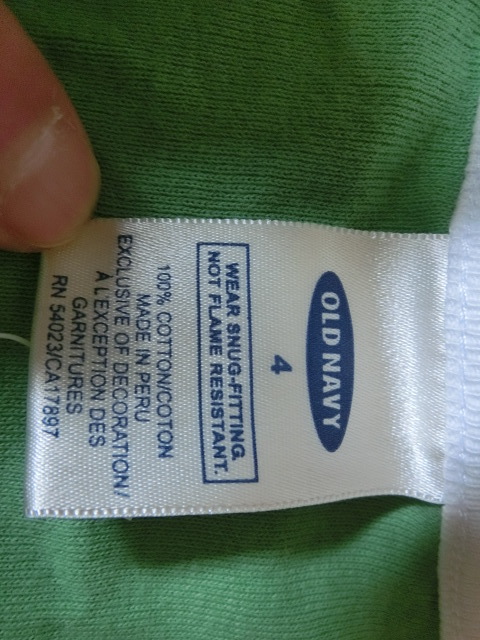 OLD NAVY
4
WEAR SNUG-FITTING.
NOT FLAME RESISTANT.
100% COTTON/COTON
MADE IN PERU
EXCLUSIVE OF DECORATION/
À L'EXCEPTION DES
GARNITURES
RN 54023/CA17897